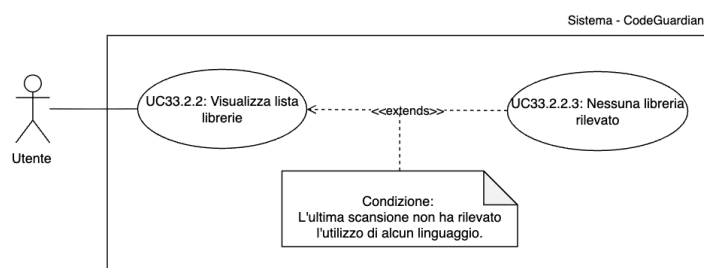 Sistema - CodeGuardian
UC33.2.2: Visualizza lista
librerie
<<extends>>
UC33.2.2.3: Nessuna libreria
rilevato
Utente
Condizione:
L'ultima scansione non ha rilevato
l'utilizzo di alcun linguaggio.